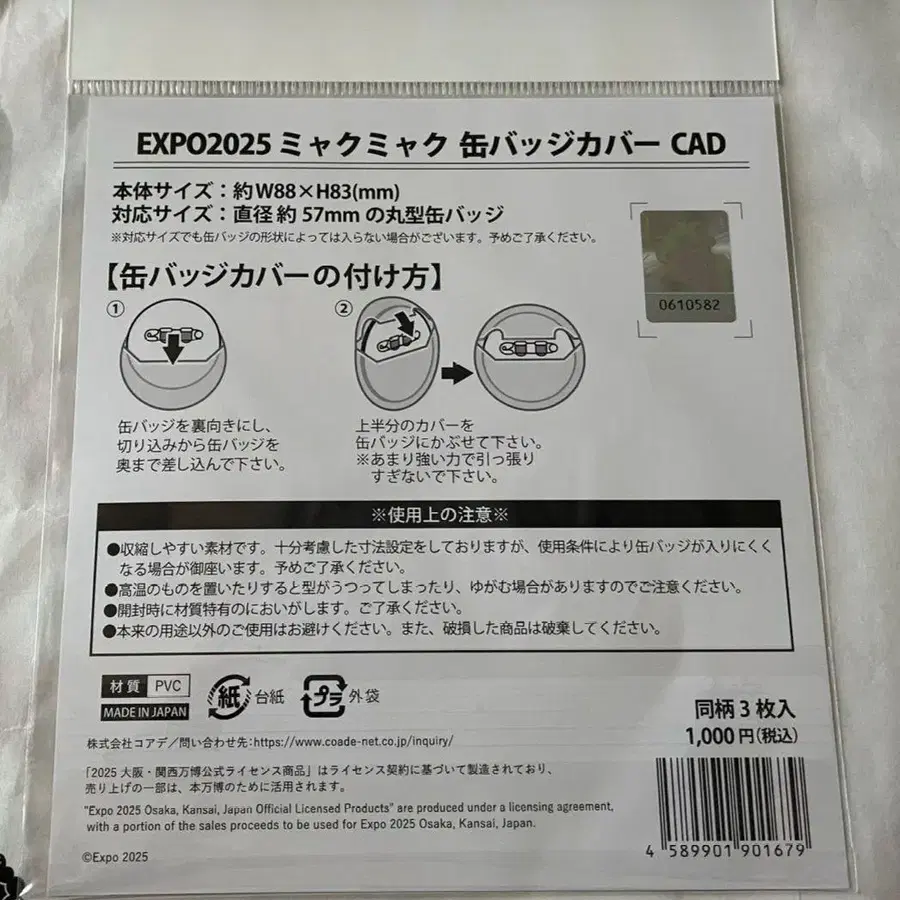 EXPO2025 ミャクミャク 缶バッジカバー CAD
本体サイズ：約W88×H83(mm)
対応サイズ：直径 約 57mm の丸型缶バッジ
※対応サイズでも缶バッジの形状によっては入らない場合がございます。予めご了承ください。
0610582
【缶バッジカバーの付け方】
① ②
缶バッジを裏向きにし、
切り込みから缶バッジを
奥まで差し込んで下さい。
上半分のカバーを
缶バッジにかぶせて下さい。
※あまり強い力で引っ張り
すぎないで下さい。
※使用上の注意※
●収縮しやすい素材です。十分考慮した寸法設定をしておりますが、使用条件により缶バッジが入りにくく
なる場合が御座います。予めご了承ください。
●高温のものを置いたりすると型がうつってしまったり、ゆがむ場合がありますのでご注意ください。
●開封時に材質特有のにおいがします。ご了承ください。
●本来の用途以外のご使用はお避けください。また、破損した商品は破棄してください。
材質 PVC
MADE IN JAPAN
紙 台紙 プラ 外袋
同柄 3 枚入
1,000 円(税込)
株式会社コアデ/問い合わせ先:https://www.coade-net.co.jp/inquiry/
「2025 大阪・関西万博公式ライセンス商品」はライセンス契約に基づいて製造されており、
売り上げの一部は、本万博のために活用されます。
"Expo 2025 Osaka, Kansai, Japan Official Licensed Products" are produced under a licensing agreement,
with a portion of the sales proceeds to be used for Expo 2025 Osaka, Kansai, Japan.
©Expo 2025
4 589901 901679